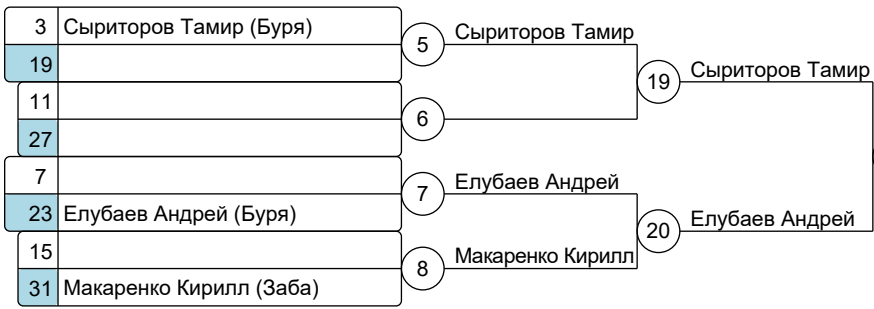 3 Сыриторов Тамир (Буря)
19
5 Сыриторов Тамир
11
27
6
19 Сыриторов Тамир
7
23 Елубаев Андрей (Буря)
7 Елубаев Андрей
15
31 Макаренко Кирилл (Заба)
8 Макаренко Кирилл
20 Елубаев Андрей